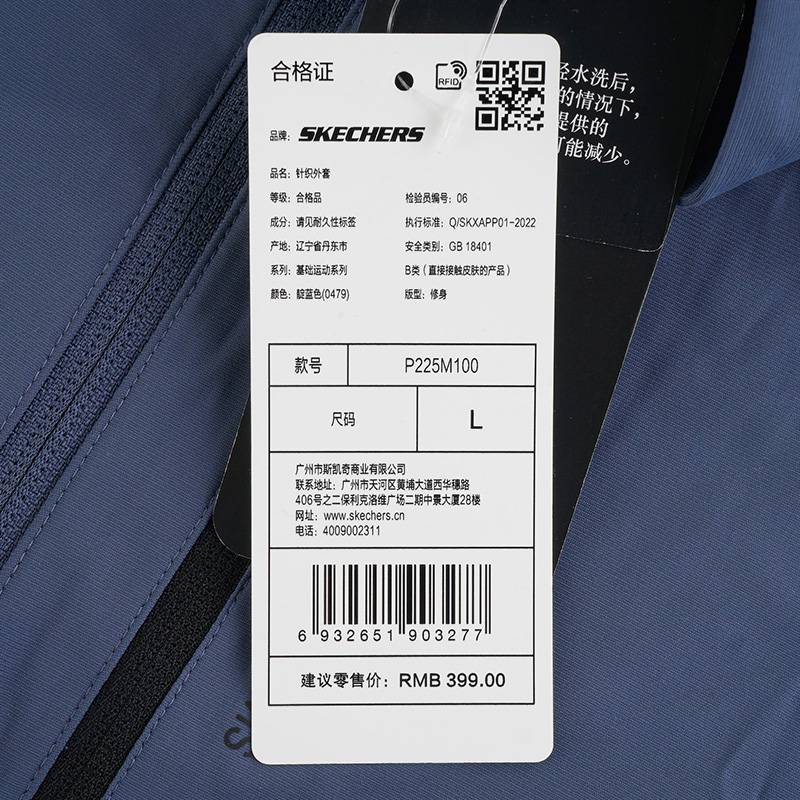 合格证
RFID
品牌: SKECHERS
品名: 针织外套
等级: 合格品
检验员编号: 06
成分: 请见耐久性标签
执行标准: Q/SKXAPP01-2022
产地: 辽宁省丹东市
安全类别: GB 18401
系列: 基础运动系列
B类（直接接触皮肤的产品）
颜色: 靛蓝色(0479)
版型: 修身
款号 P225M100
尺码 L
广州市斯凯奇商业有限公司
联系地址: 广州市天河区黄埔大道西华穗路
406号之二保利克洛维广场二期中景大厦28楼
网址: www.skechers.cn
电话: 4009002311
6 932651 903277
建议零售价: RMB 399.00
水洗后,
的情况下,
提供的
可能减少。